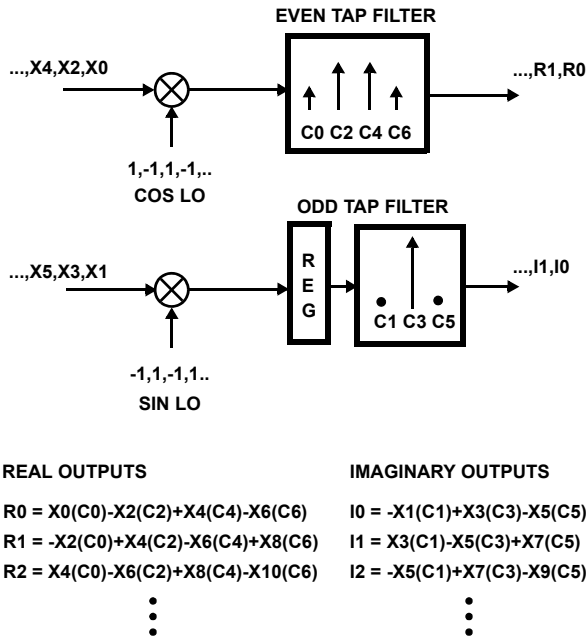 EVEN TAP FILTER
...,X4,X2,X0
...,R1,R0
C0 C2 C4 C6
1,-1,1,-1,..
COS LO
ODD TAP FILTER
...,X5,X3,X1
R
E
G
...,I1,I0
C1 C3 C5
-1,1,-1,1..
SIN LO
REAL OUTPUTS
R0 = X0(C0)-X2(C2)+X4(C4)-X6(C6)
R1 = -X2(C0)+X4(C2)-X6(C4)+X8(C6)
R2 = X4(C0)-X6(C2)+X8(C4)-X10(C6)
IMAGINARY OUTPUTS
I0 = -X1(C1)+X3(C3)-X5(C5)
I1 = X3(C1)-X5(C3)+X7(C5)
I2 = -X5(C1)+X7(C3)-X9(C5)